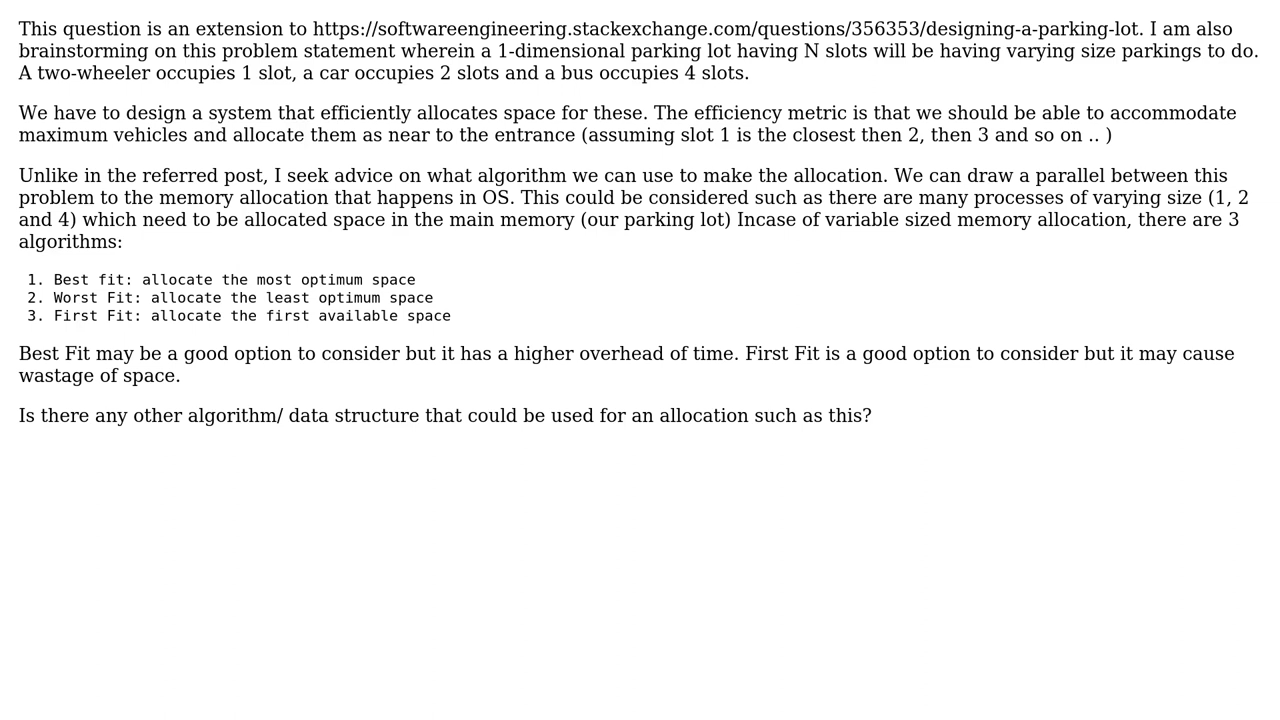 This question is an extension to https://softwareengineering.stackexchange.com/questions/356353/designing-a-parking-lot. I am also
brainstorming on this problem statement wherein a 1-dimensional parking lot having N slots will be having varying size parkings to do.
A two-wheeler occupies 1 slot, a car occupies 2 slots and a bus occupies 4 slots.
We have to design a system that efficiently allocates space for these. The efficiency metric is that we should be able to accommodate
maximum vehicles and allocate them as near to the entrance (assuming slot 1 is the closest then 2, then 3 and so on .. )
Unlike in the referred post, I seek advice on what algorithm we can use to make the allocation. We can draw a parallel between this
problem to the memory allocation that happens in OS. This could be considered such as there are many processes of varying size (1, 2
and 4) which need to be allocated space in the main memory (our parking lot) Incase of variable sized memory allocation, there are 3
algorithms:
1. Best fit: allocate the most optimum space
2. Worst Fit: allocate the least optimum space
3. First Fit: allocate the first available space
Best Fit may be a good option to consider but it has a higher overhead of time. First Fit is a good option to consider but it may cause
wastage of space.
Is there any other algorithm/ data structure that could be used for an allocation such as this?